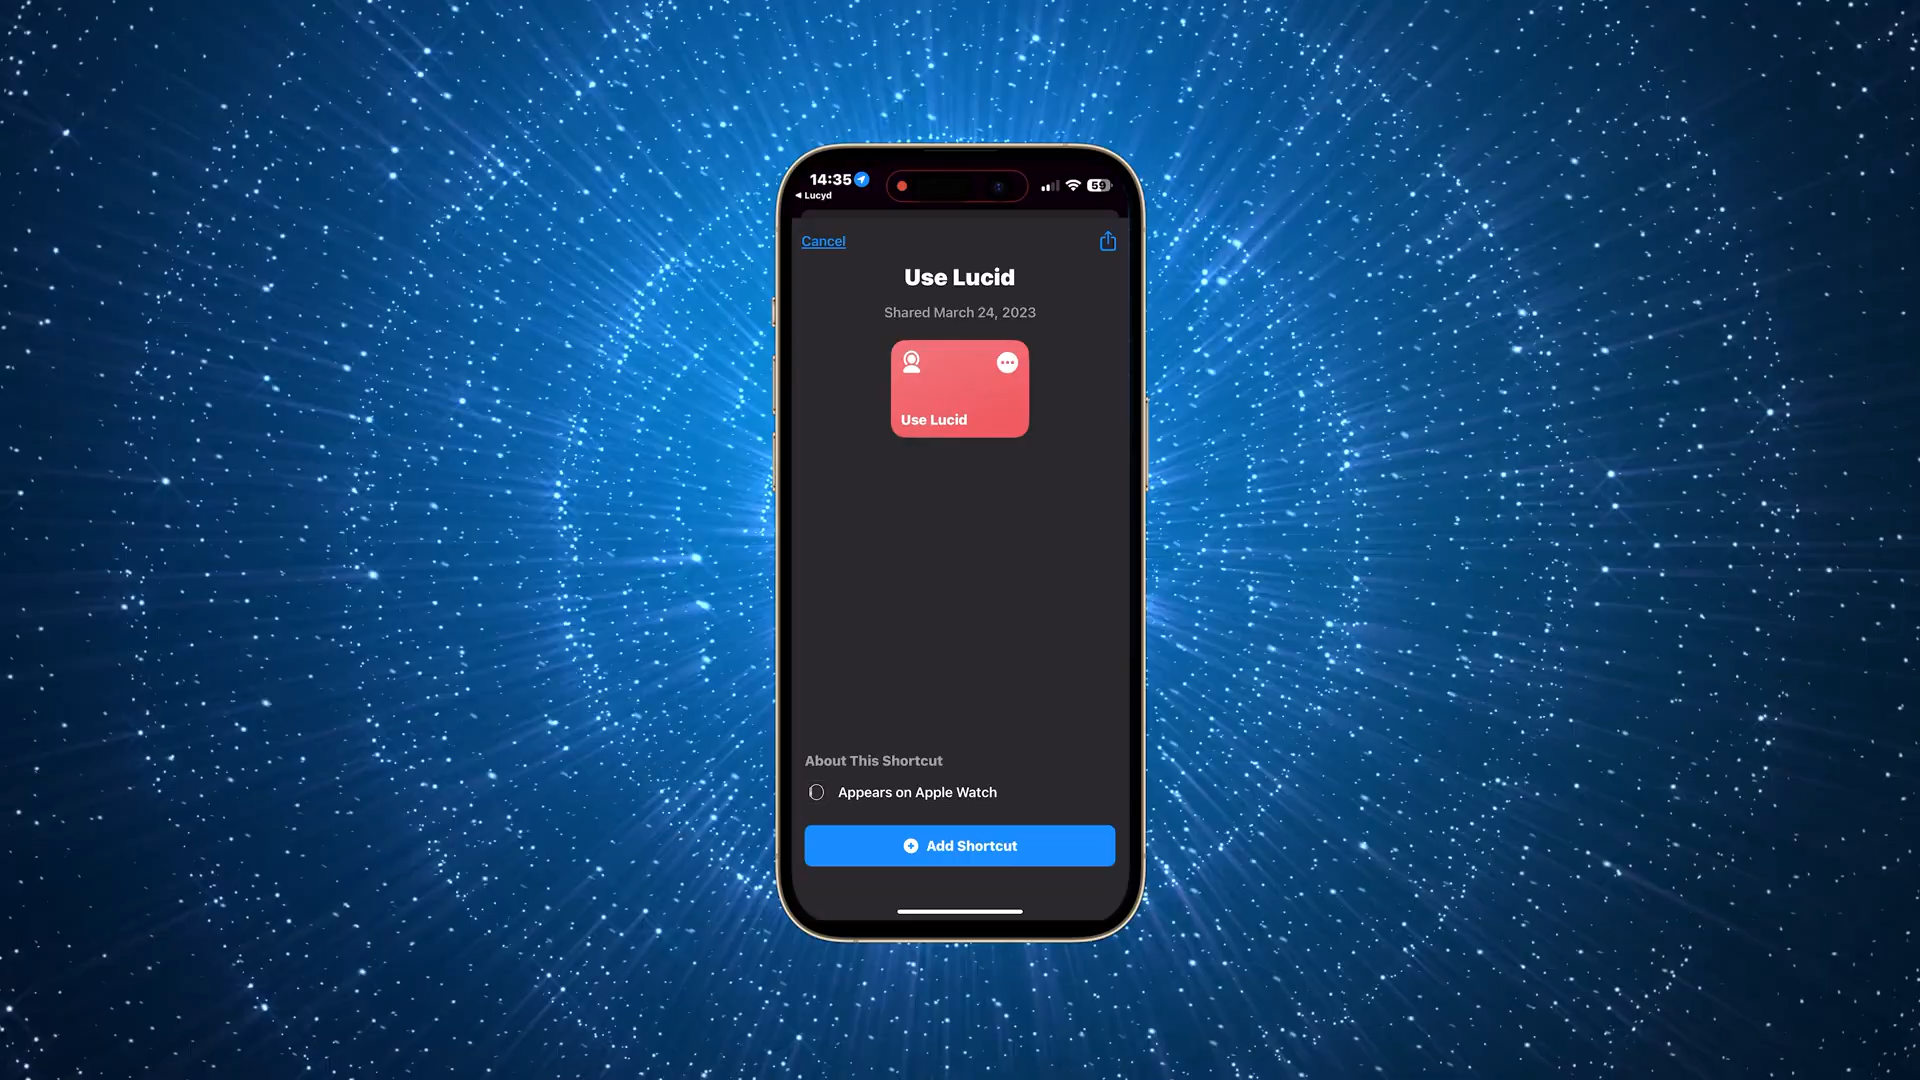 14:35
59
◀ Lucyd
Cancel
Use Lucid
Shared March 24, 2023
Use Lucid
About This Shortcut
Appears on Apple Watch
Add Shortcut